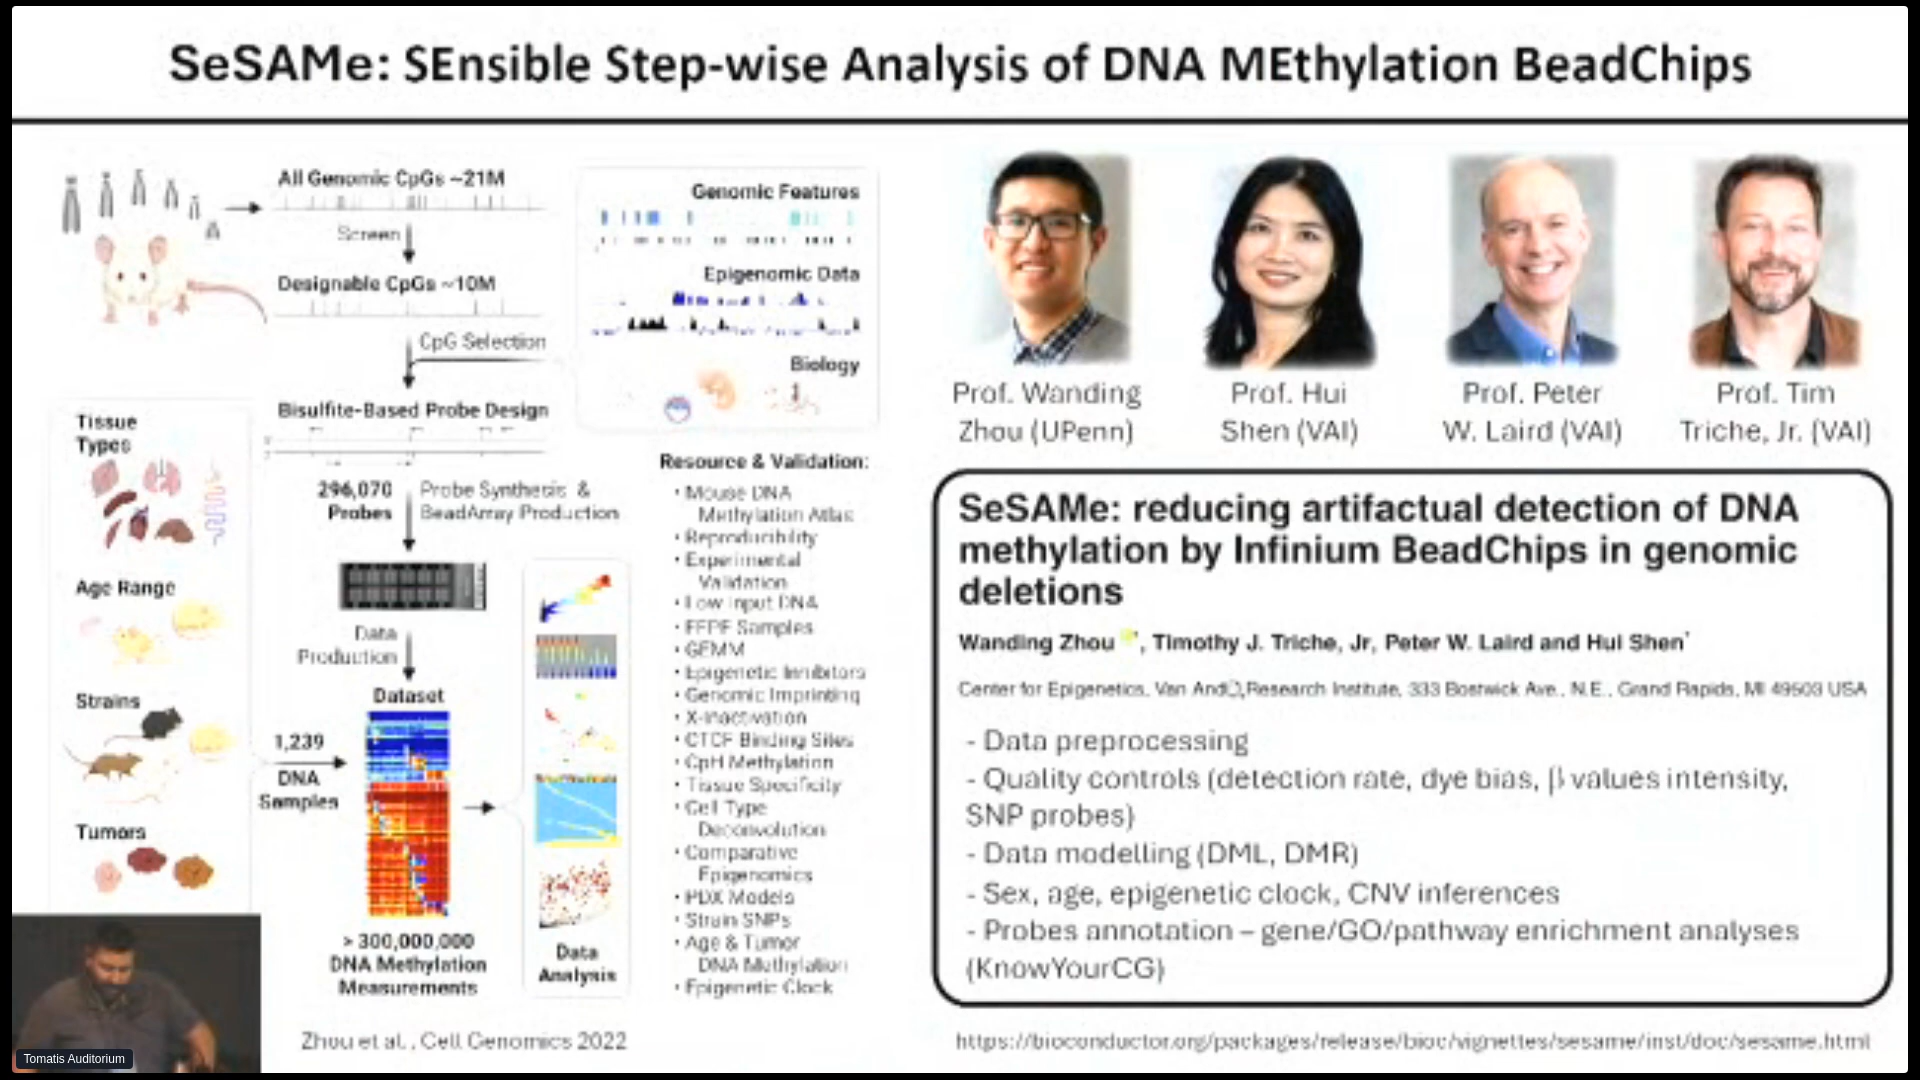 SeSAMe: SEnsible Step-wise Analysis of DNA MEthylation BeadChips
All Genomic CpGs ~21M
Screen
Designable CpGs ~10M
CpG Selection
Bisulfite-Based Probe Design
296,070
Probes
Probe Synthesis &
BeadArray Production
Data
Production
Dataset
1,239
DNA
Samples
> 300,000,000
DNA Methylation
Measurements
Tissue
Types
Age Range
Strains
Tumors
Genomic Features
Epigenomic Data
Biology
Data
Analysis
Resource & Validation:
• Mouse DNA
Methylation Atlas
• Reproducibility
• Experimental
Validation
• Low Input DNA
• FFPE Samples
• GEMM
• Epigenetic Inhibitors
• Genomic Imprinting
• X-Inactivation
• CTCF Binding Sites
• CpH Methylation
• Tissue Specificity
• Cell Type
Deconvolution
• Comparative
Epigenomics
• PDX Models
• Strain SNPs
• Age & Tumor
DNA Methylation
• Epigenetic Clock
Zhou et al., Cell Genomics 2022
Prof. Wanding
Zhou (UPenn)
Prof. Hui
Shen (VAI)
Prof. Peter
W. Laird (VAI)
Prof. Tim
Triche, Jr. (VAI)
SeSAMe: reducing artifactual detection of DNA
methylation by Infinium BeadChips in genomic
deletions
Wanding Zhou *, Timothy J. Triche, Jr, Peter W. Laird and Hui Shen*
Center for Epigenetics, Van Andel Research Institute, 333 Bostwick Ave., N.E., Grand Rapids, MI 49503 USA
- Data preprocessing
- Quality controls (detection rate, dye bias, β values intensity,
SNP probes)
- Data modelling (DML, DMR)
- Sex, age, epigenetic clock, CNV inferences
- Probes annotation – gene/GO/pathway enrichment analyses
(KnowYourCG)
https://bioconductor.org/packages/release/bioc/vignettes/sesame/inst/doc/sesame.html
Tomatis Auditorium